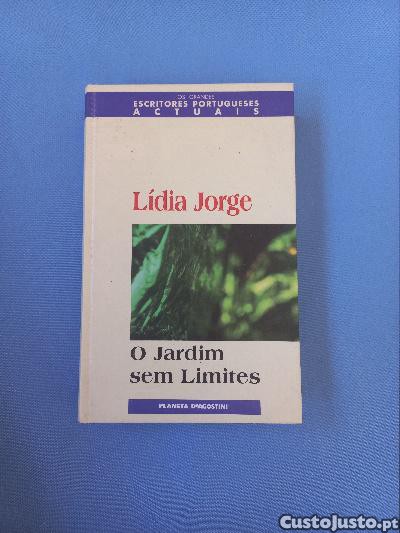 OS GRANDES
ESCRITORES PORTUGUESES
ACTUAIS
Lídia Jorge
O Jardim
sem Limites
PLANETA DEAGOSTINI
CustoJusto.pt